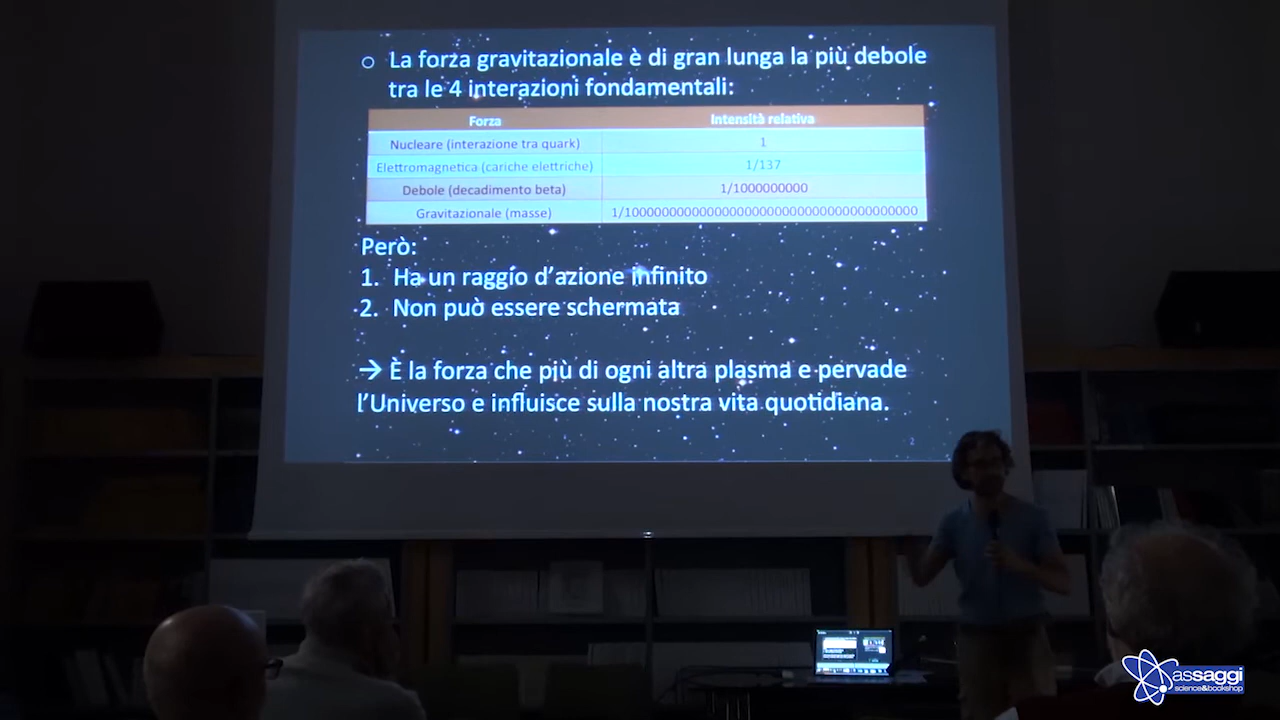 ○ La forza gravitazionale è di gran lunga la più debole
tra le 4 interazioni fondamentali:
Forza Intensità relativa
Nucleare (interazione tra quark) 1
Elettromagnetica (cariche elettriche) 1/137
Debole (decadimento beta) 1/1000000000
Gravitazionale (masse) 1/100000000000000000000000000000000000000
Però:
1. Ha un raggio d’azione infinito
2. Non può essere schermata
→ È la forza che più di ogni altra plasma e pervade
l’Universo e influisce sulla nostra vita quotidiana.
2
assaggi
science&bookshop